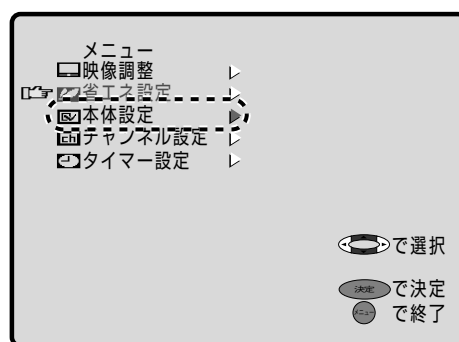 メニュー
映像調整
省エネ設定
本体設定
chチャンネル設定
タイマー設定
で選択
決定で決定
メニューで終了